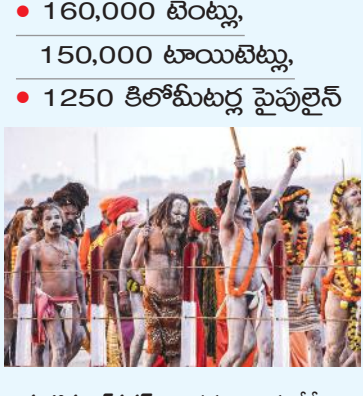 • 160,000 టెంట్లు,
150,000 టాయిటెట్లు,
• 1250 కిలోమీటర్ల పైపులైన్